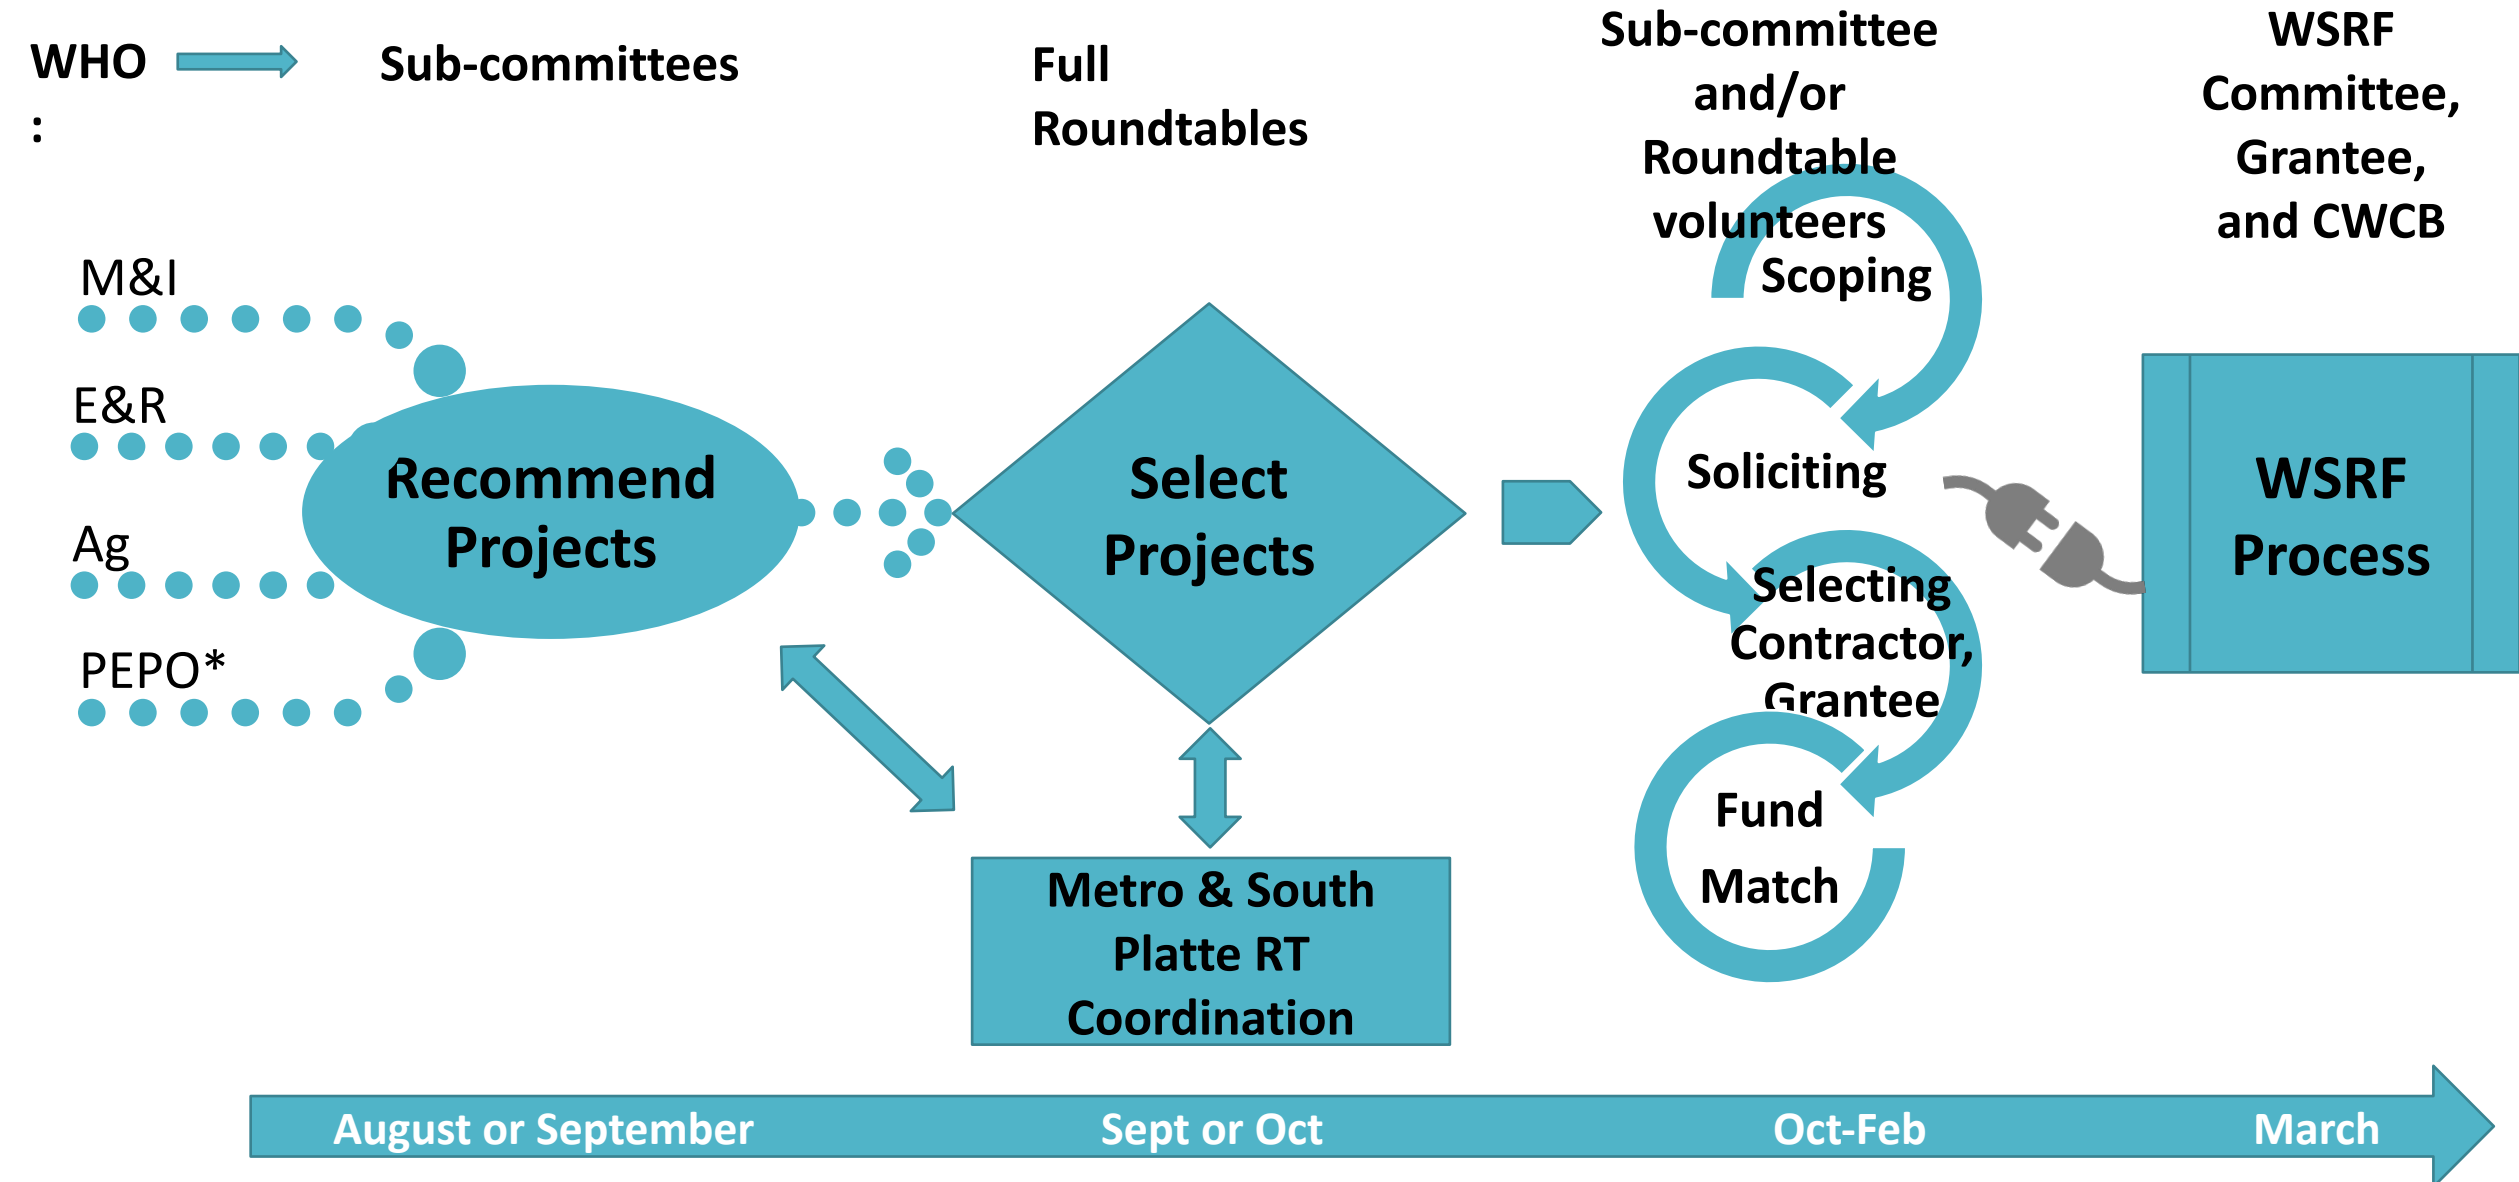 WHO
:
Sub-committees
Full
Roundtables
Sub-committee
and/or
Roundtable
volunteers
WSRF
Committee,
Grantee,
and CWCB
M&I
E&R
Ag
PEPO*
Recommend
Projects
Select
Projects
Scoping
Soliciting
Selecting
Contractor,
Grantee
Fund
Match
WSRF
Process
Metro & South
Platte RT
Coordination
August or September
Sept or Oct
Oct-Feb
March